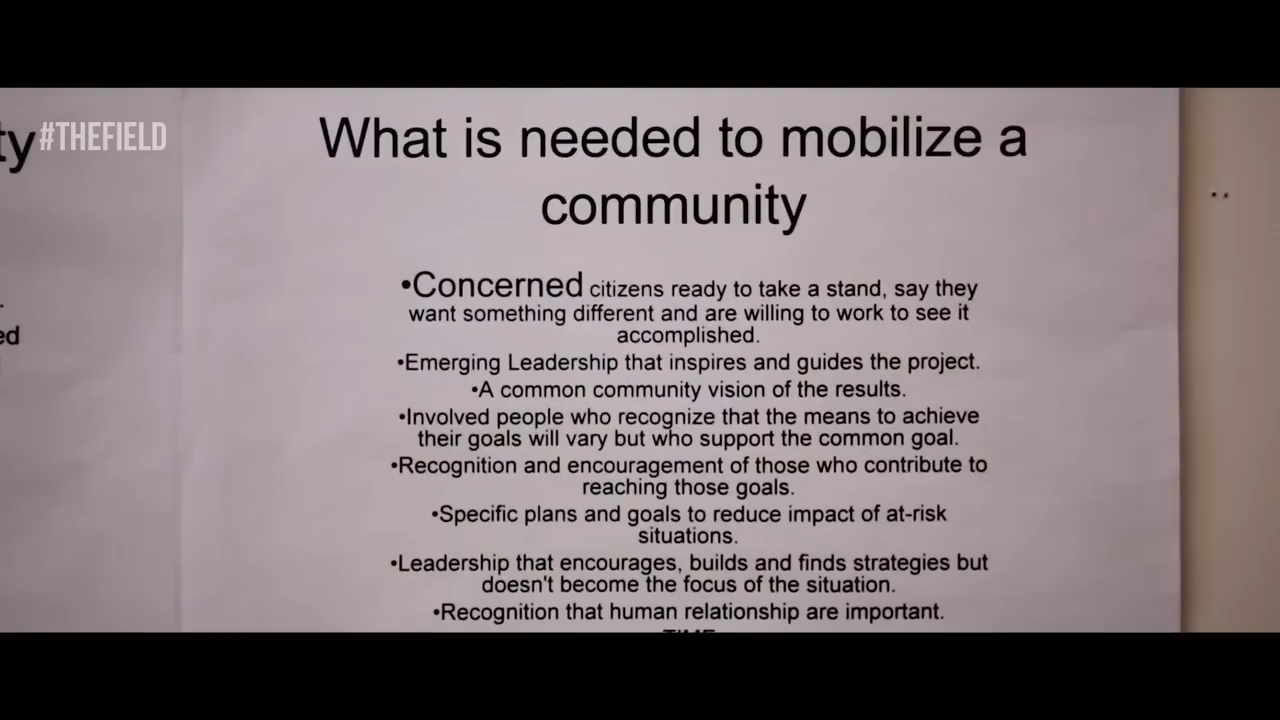 ty
#THEFIELD
What is needed to mobilize a
community
•Concerned citizens ready to take a stand, say they
want something different and are willing to work to see it
accomplished.
•Emerging Leadership that inspires and guides the project.
•A common community vision of the results.
•Involved people who recognize that the means to achieve
their goals will vary but who support the common goal.
•Recognition and encouragement of those who contribute to
reaching those goals.
•Specific plans and goals to reduce impact of at-risk
situations.
•Leadership that encourages, builds and finds strategies but
doesn't become the focus of the situation.
•Recognition that human relationship are important.
TIME
ed